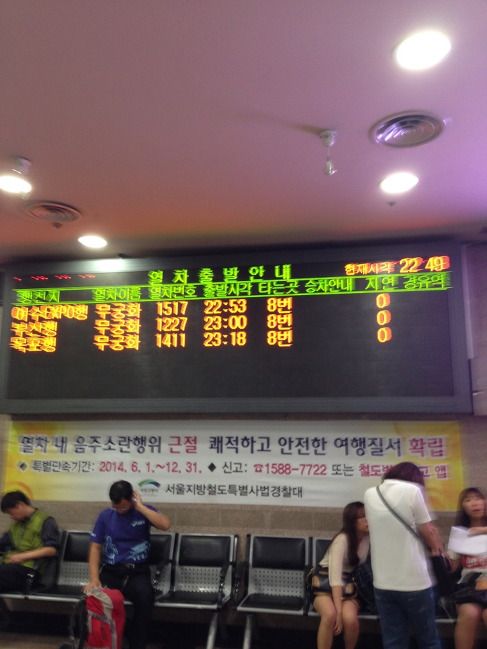 열차출발안내 현재시각 22:49
행선지 열차이름 열차번호 출발시각 타는곳 승차안내 지연 경유역
여수EXPO행 무궁화 1517 22:53 8번 0
부산행 무궁화 1227 23:00 8번 0
목포행 무궁화 1411 23:18 8번 0
열차 내 음주소란행위 근절 쾌적하고 안전한 여행질서 확립
◆ 특별단속기간: 2014. 6. 1.~12. 31. ◆ 신고: ☎1588-7722 또는 철도 앱
서울지방철도특별사법경찰대